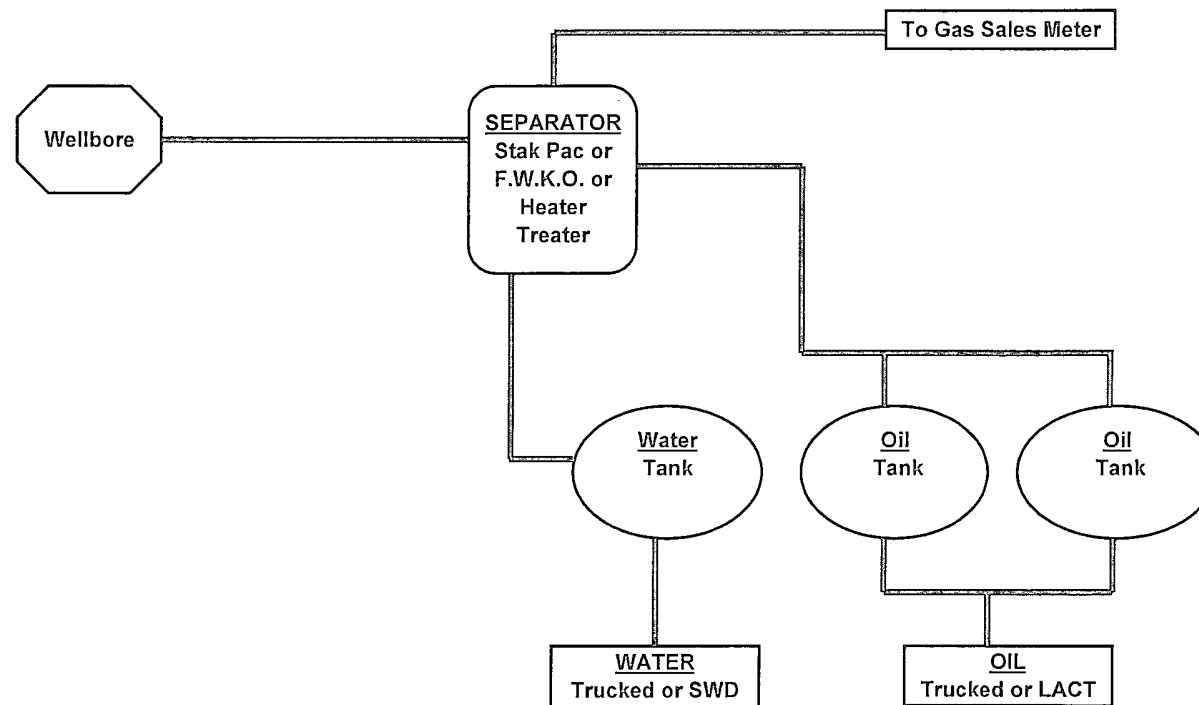 To Gas Sales Meter
Wellbore
SEPARATOR
Stak Pac or
F.W.K.O. or
Heater
Treater
Water
Tank
Oil
Tank
Oil
Tank
WATER
Trucked or SWD
OIL
Trucked or LACT